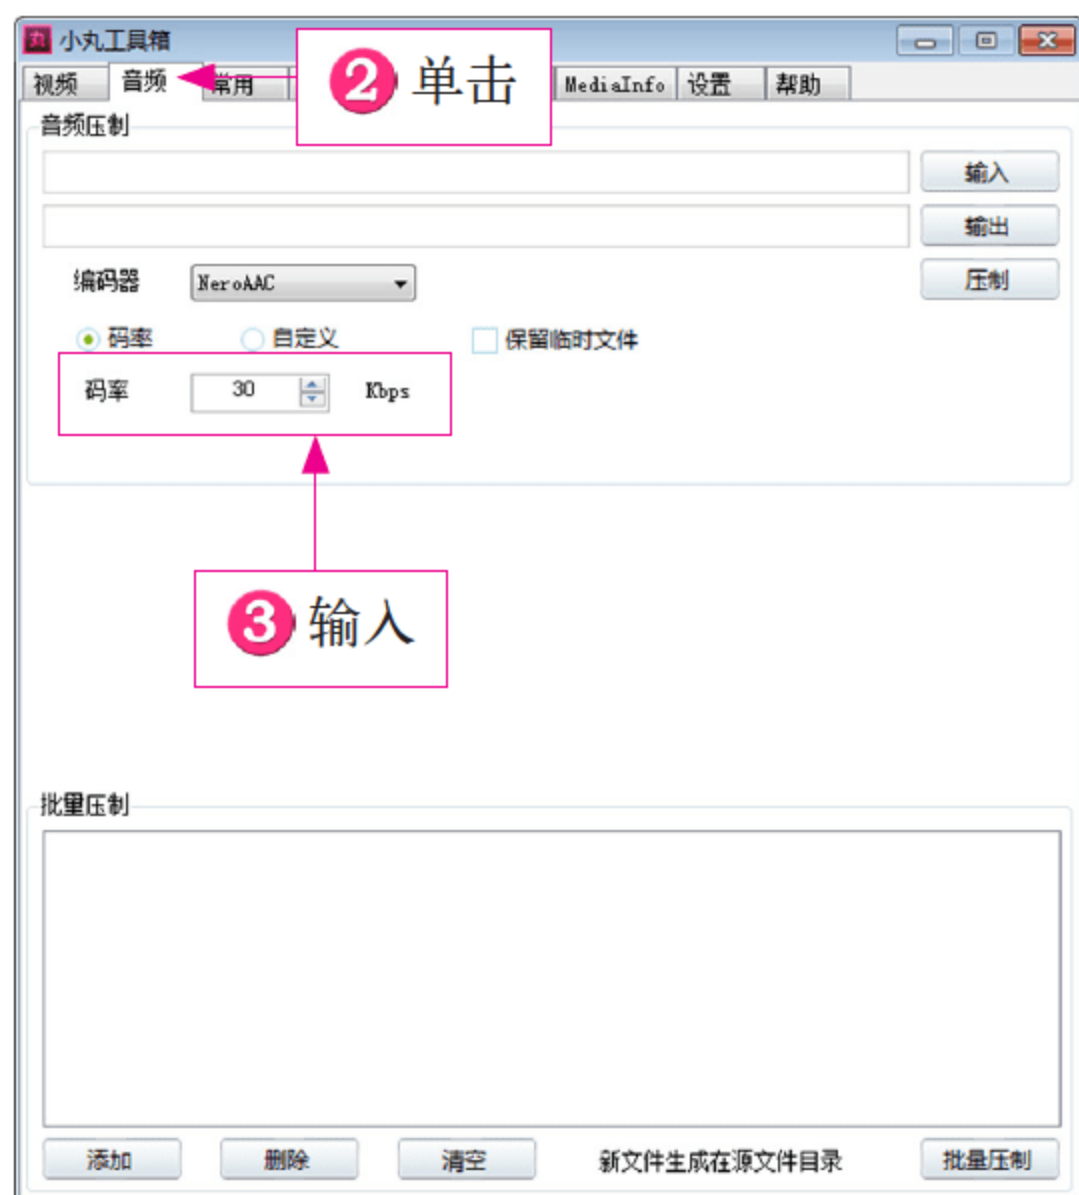 丸 小丸工具箱
视频 音频 常用 MediaInfo 设置 帮助
2 单击
音频压制
输入
输出
编码器 NeroAAC 压制
码率 自定义 保留临时文件
码率 30 Kbps
3 输入
批量压制
添加 删除 清空 新文件生成在源文件目录 批量压制